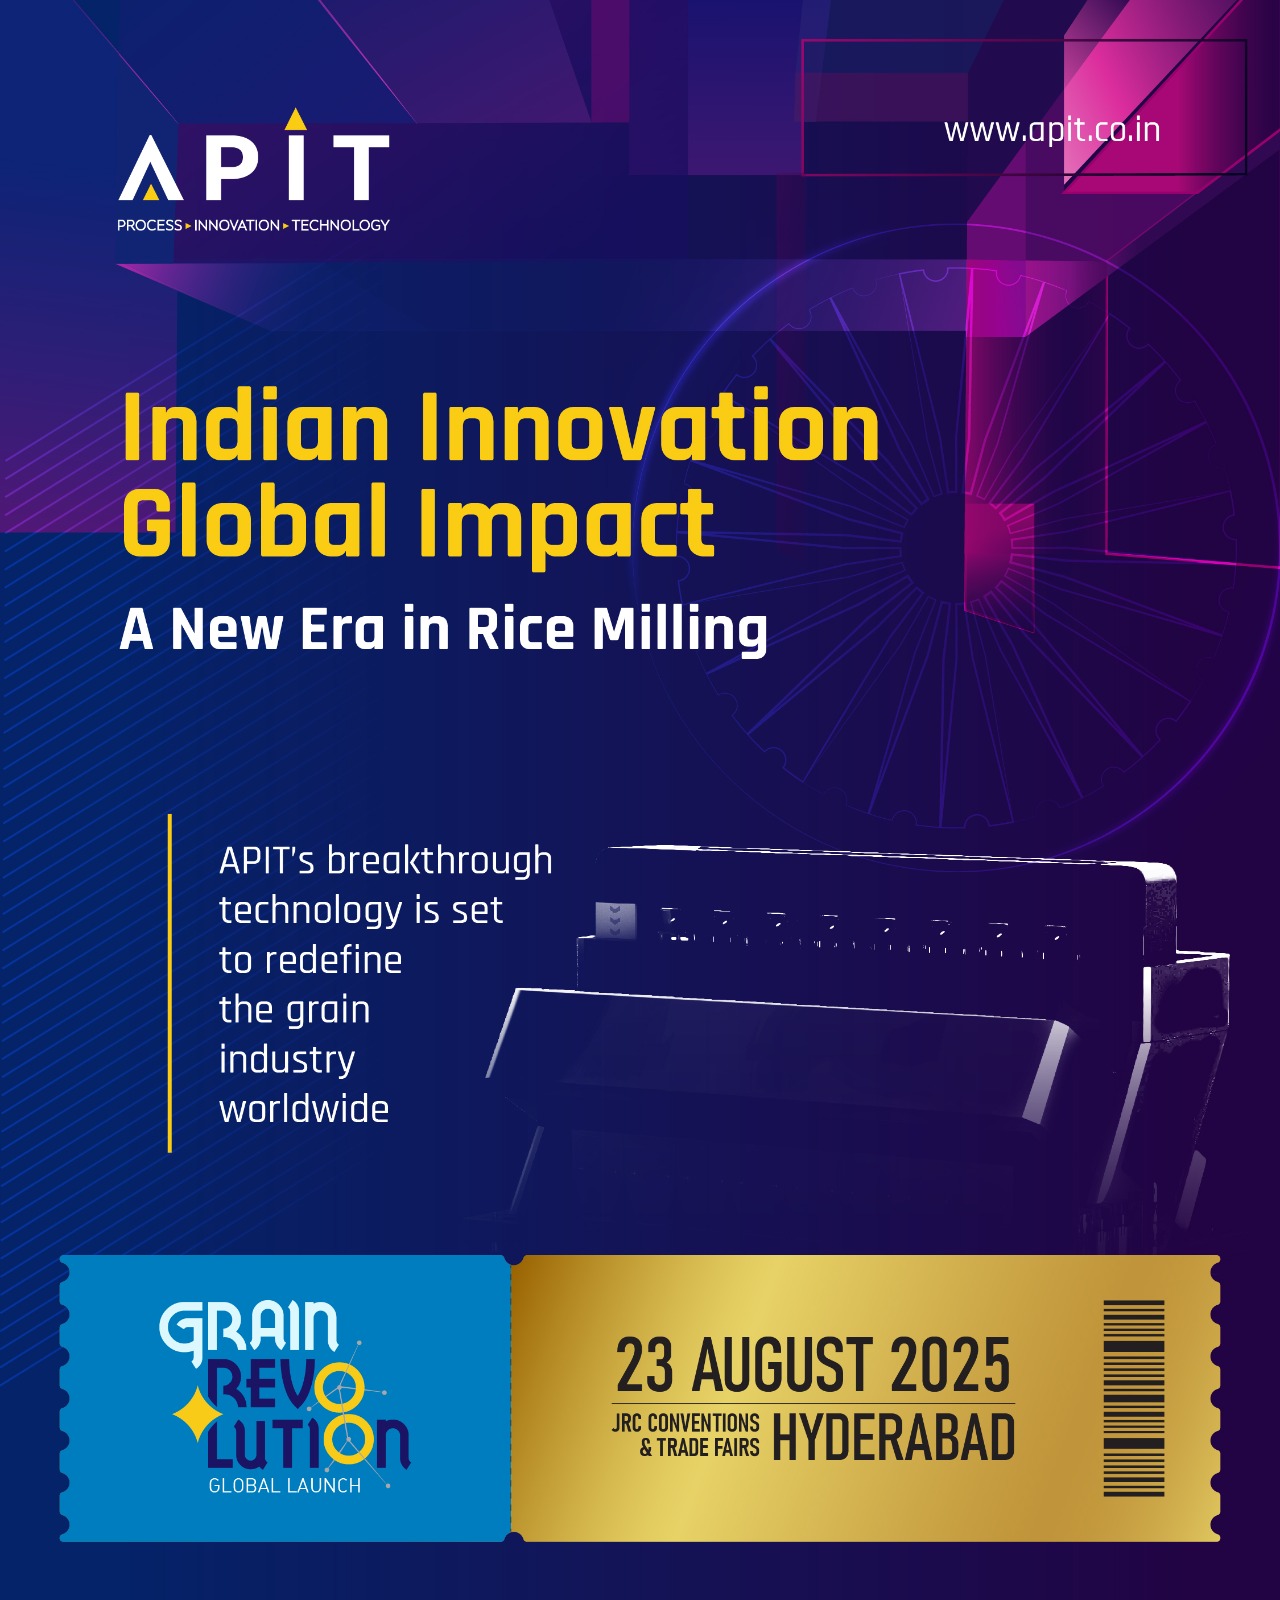 APIT
PROCESS ▸ INNOVATION ▸ TECHNOLOGY
www.apit.co.in
Indian Innovation
Global Impact
A New Era in Rice Milling
APIT's breakthrough
technology is set
to redefine
the grain
industry
worldwide
GRAIN
REVO
LUTION
GLOBAL LAUNCH
23 AUGUST 2025
JRC CONVENTIONS
& TRADE FAIRS
HYDERABAD